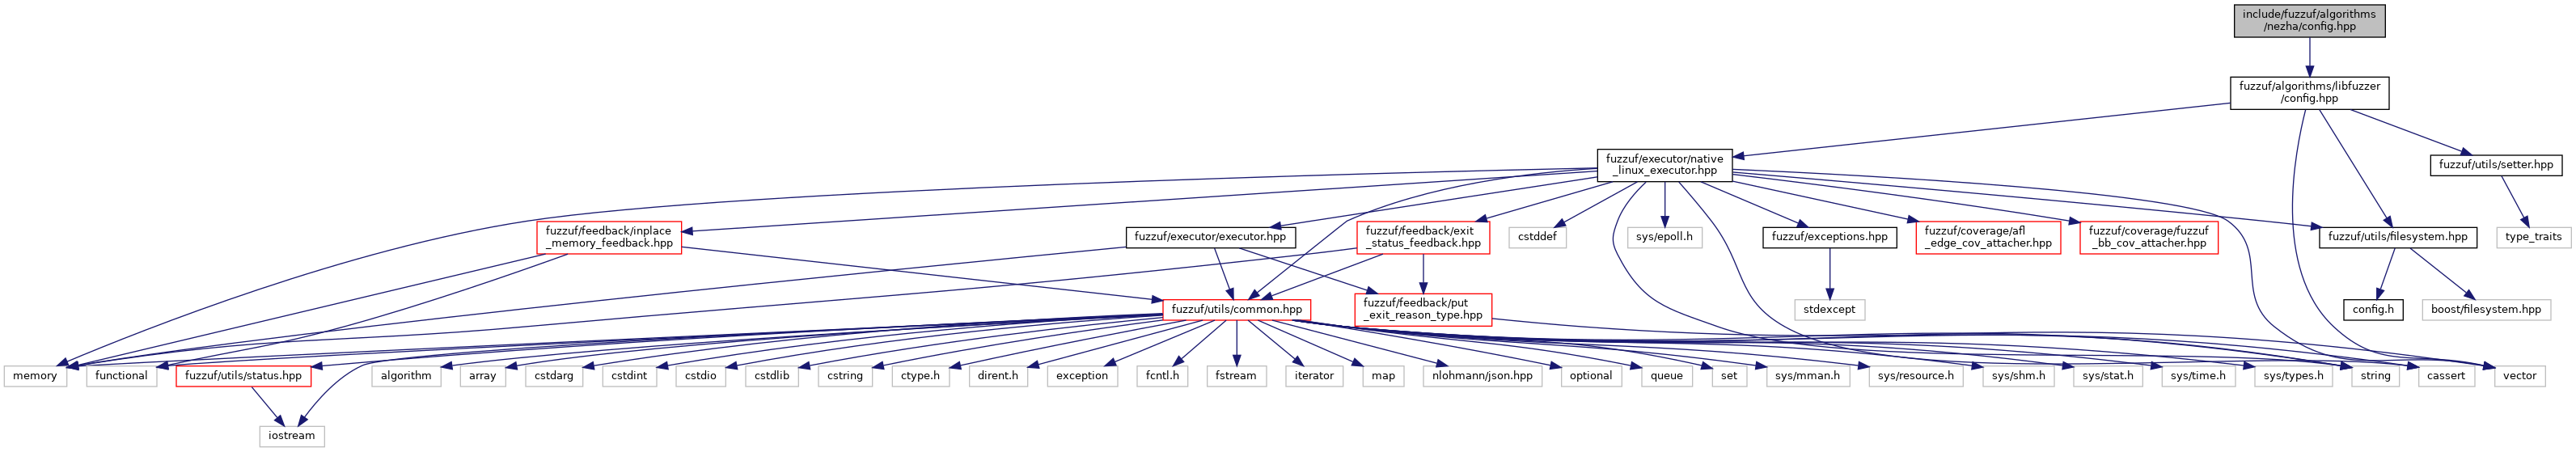 include/fuzzuf/algorithms
/nezha/config.hpp
fuzzuf/algorithms/libfuzzer
/config.hpp
fuzzuf/executor/native
_linux_executor.hpp
fuzzuf/utils/setter.hpp
fuzzuf/feedback/inplace
_memory_feedback.hpp
fuzzuf/executor/executor.hpp
fuzzuf/feedback/exit
_status_feedback.hpp
cstddef
sys/epoll.h
fuzzuf/exceptions.hpp
fuzzuf/coverage/afl
_edge_cov_attacher.hpp
fuzzuf/coverage/fuzzuf
_bb_cov_attacher.hpp
fuzzuf/utils/filesystem.hpp
type_traits
fuzzuf/utils/common.hpp
fuzzuf/feedback/put
_exit_reason_type.hpp
stdexcept
config.h
boost/filesystem.hpp
memory
functional
fuzzuf/utils/status.hpp
algorithm
array
cstdarg
cstdint
cstdio
cstdlib
cstring
ctype.h
dirent.h
exception
fcntl.h
fstream
iterator
map
nlohmann/json.hpp
optional
queue
set
sys/mman.h
sys/resource.h
sys/shm.h
sys/stat.h
sys/time.h
sys/types.h
string
cassert
vector
iostream